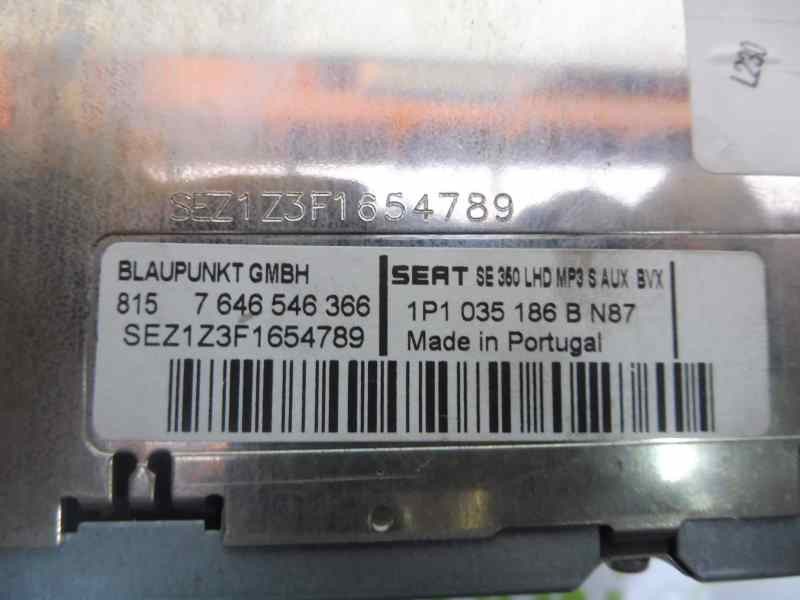 L290
SEZ1Z3F1654789
BLAUPUNKT GMBH
815 7 646 546 366
SEZ1Z3F1654789
SEAT SE 350 LHD MP3 S AUX BVX
1P1 035 186 B N87
Made in Portugal